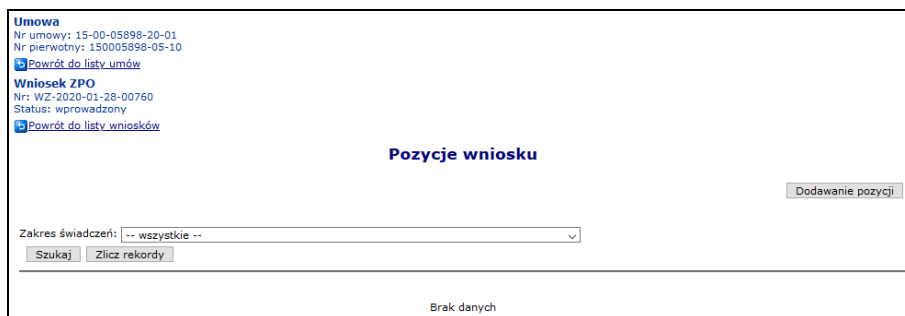 Umowa
Nr umowy: 15-00-05898-20-01
Nr pierwotny: 150005898-05-10
Powrót do listy umów
Wniosek ZPO
Nr: WZ-2020-01-28-00760
Status: wprowadzony
Powrót do listy wniosków
Pozycje wniosku
Dodawanie pozycji
Zakres świadczeń: -- wszystkie --
Szukaj Zlicz rekordy
Brak danych